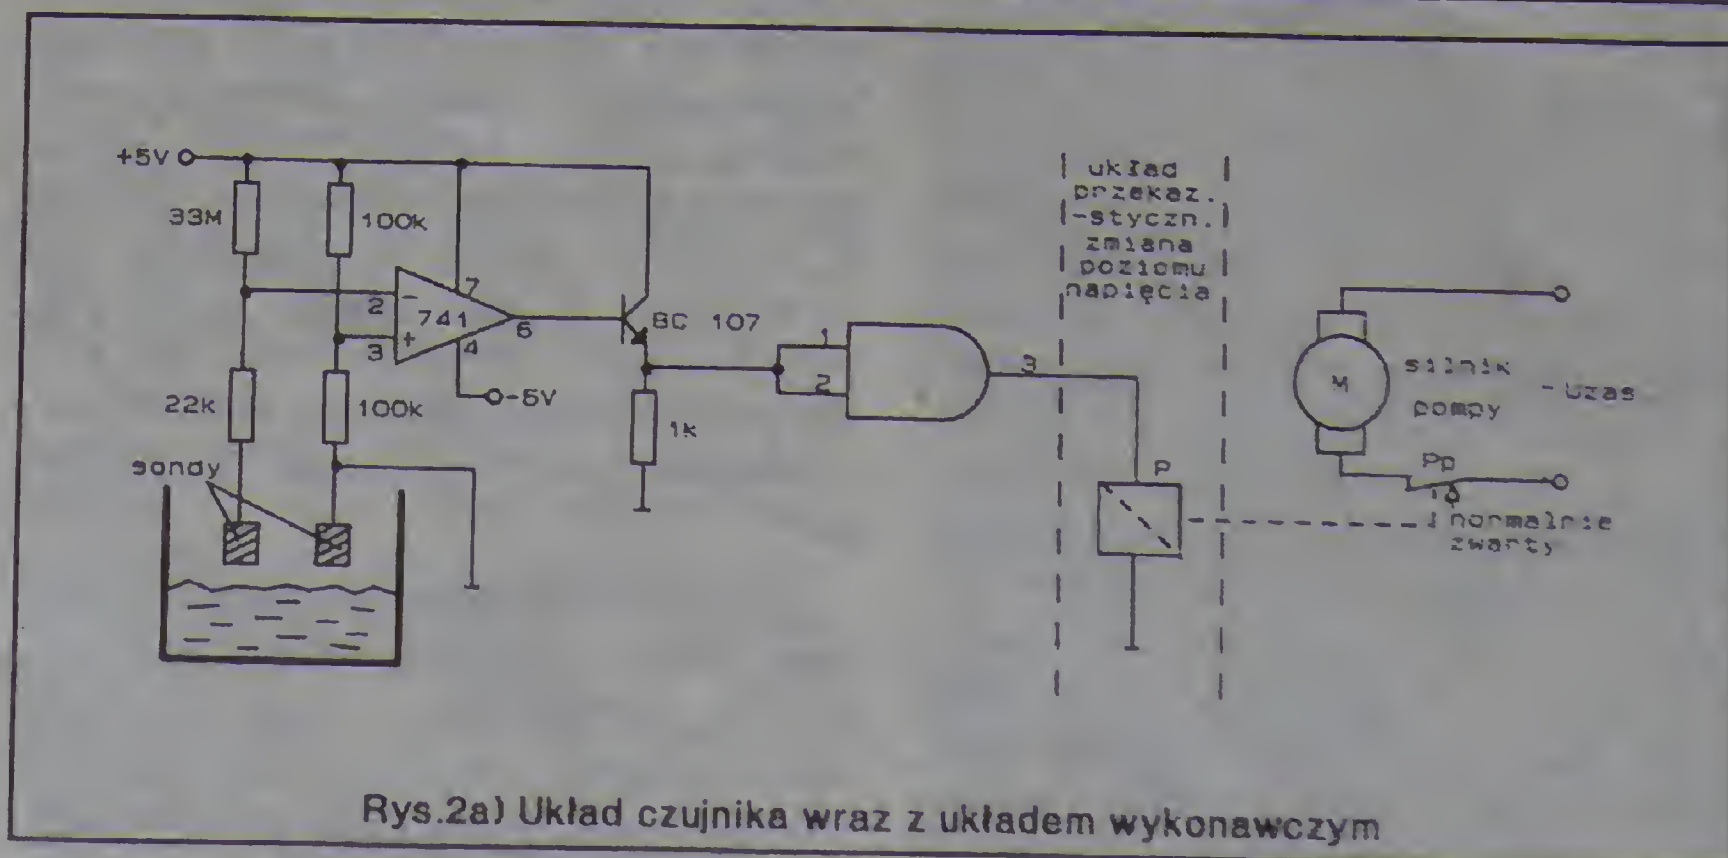 +5V
33M
100k
2
-
7
741
+
3
4
6
-5V
BC 107
22k
100k
1k
sondy
1
2
3
układ
przekaz.
-styczn.
zmiana
poziomu
napięcia
P
M
silnik
pompy
~Uzas
Pp
normalnie
zwarty
Rys.2a) Układ czujnika wraz z układem wykonawczym